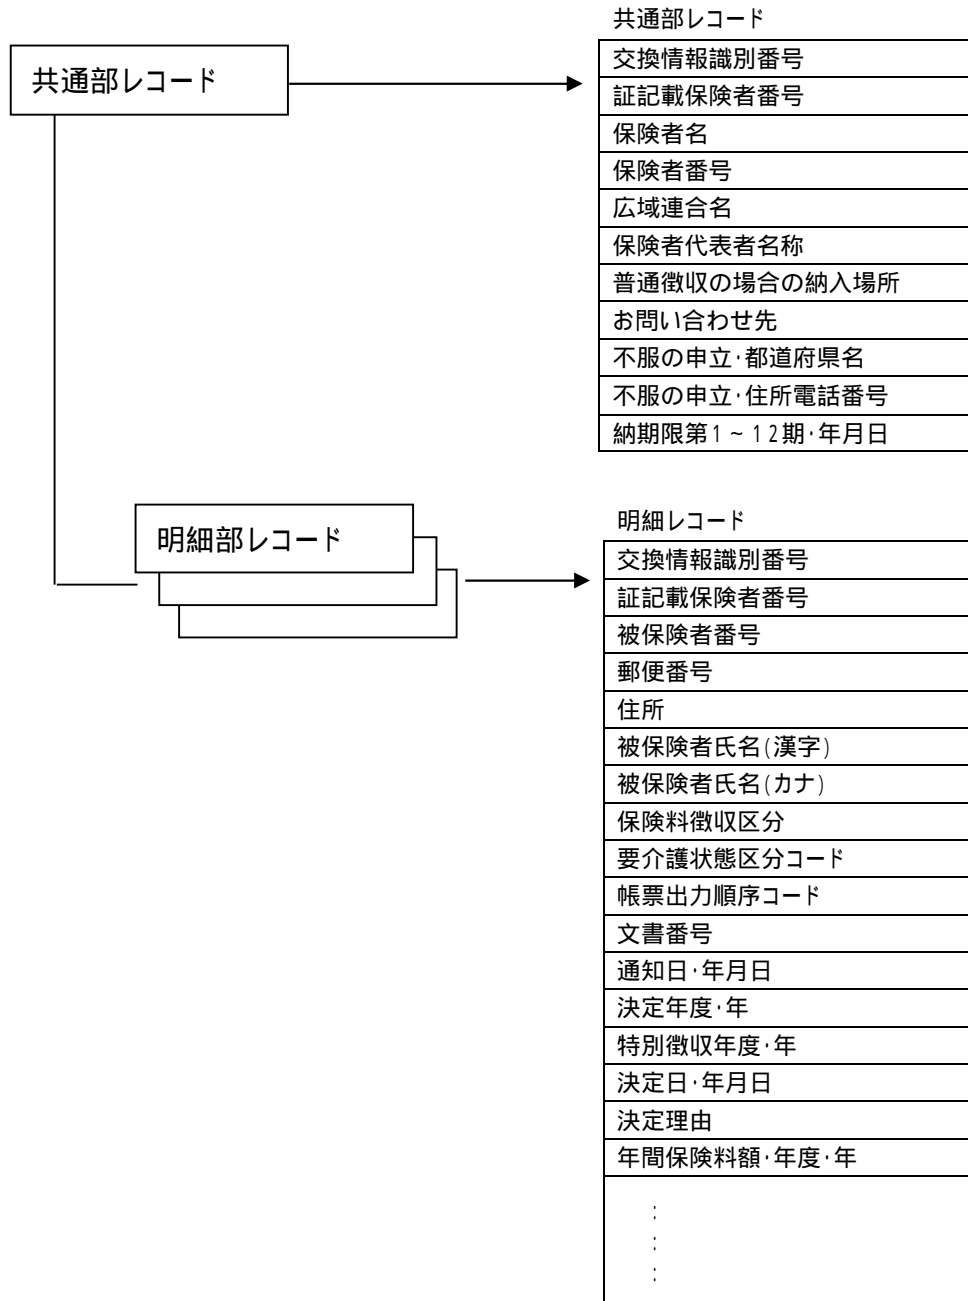 共通部レコード
共通部レコード
交換情報識別番号
証記載保険者番号
保険者名
保険者番号
広域連合名
保険者代表者名称
普通徴収の場合の納入場所
お問い合わせ先
不服の申立・都道府県名
不服の申立・住所電話番号
納期限第1~12期・年月日
明細部レコード
明細レコード
交換情報識別番号
証記載保険者番号
被保険者番号
郵便番号
住所
被保険者氏名(漢字)
被保険者氏名(カナ)
保険料徴収区分
要介護状態区分コード
帳票出力順序コード
文書番号
通知日・年月日
決定年度・年
特別徴収年度・年
決定日・年月日
決定理由
年間保険料額・年度・年
:
:
: